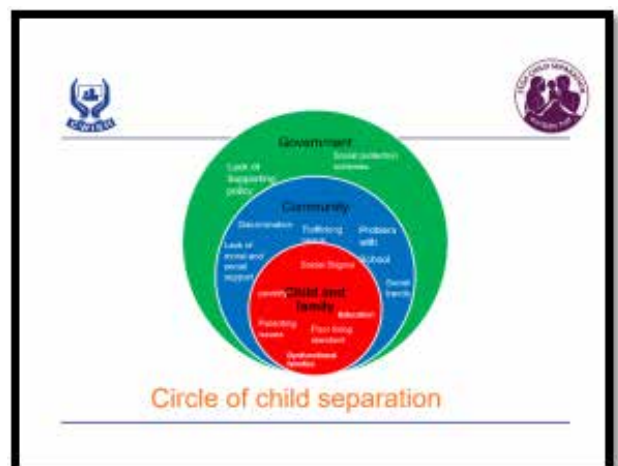 Government
Lack of
Supporting
policy
Social protection
schemes
Community
Discrimination
Trafficking
Problem
with
School
Lack of
moral and
social
support
Social
trends
Social Stigma
Child and
family
Education
Parenting
issues
Poor living
standard
Dysfunctional
families
Circle of child separation